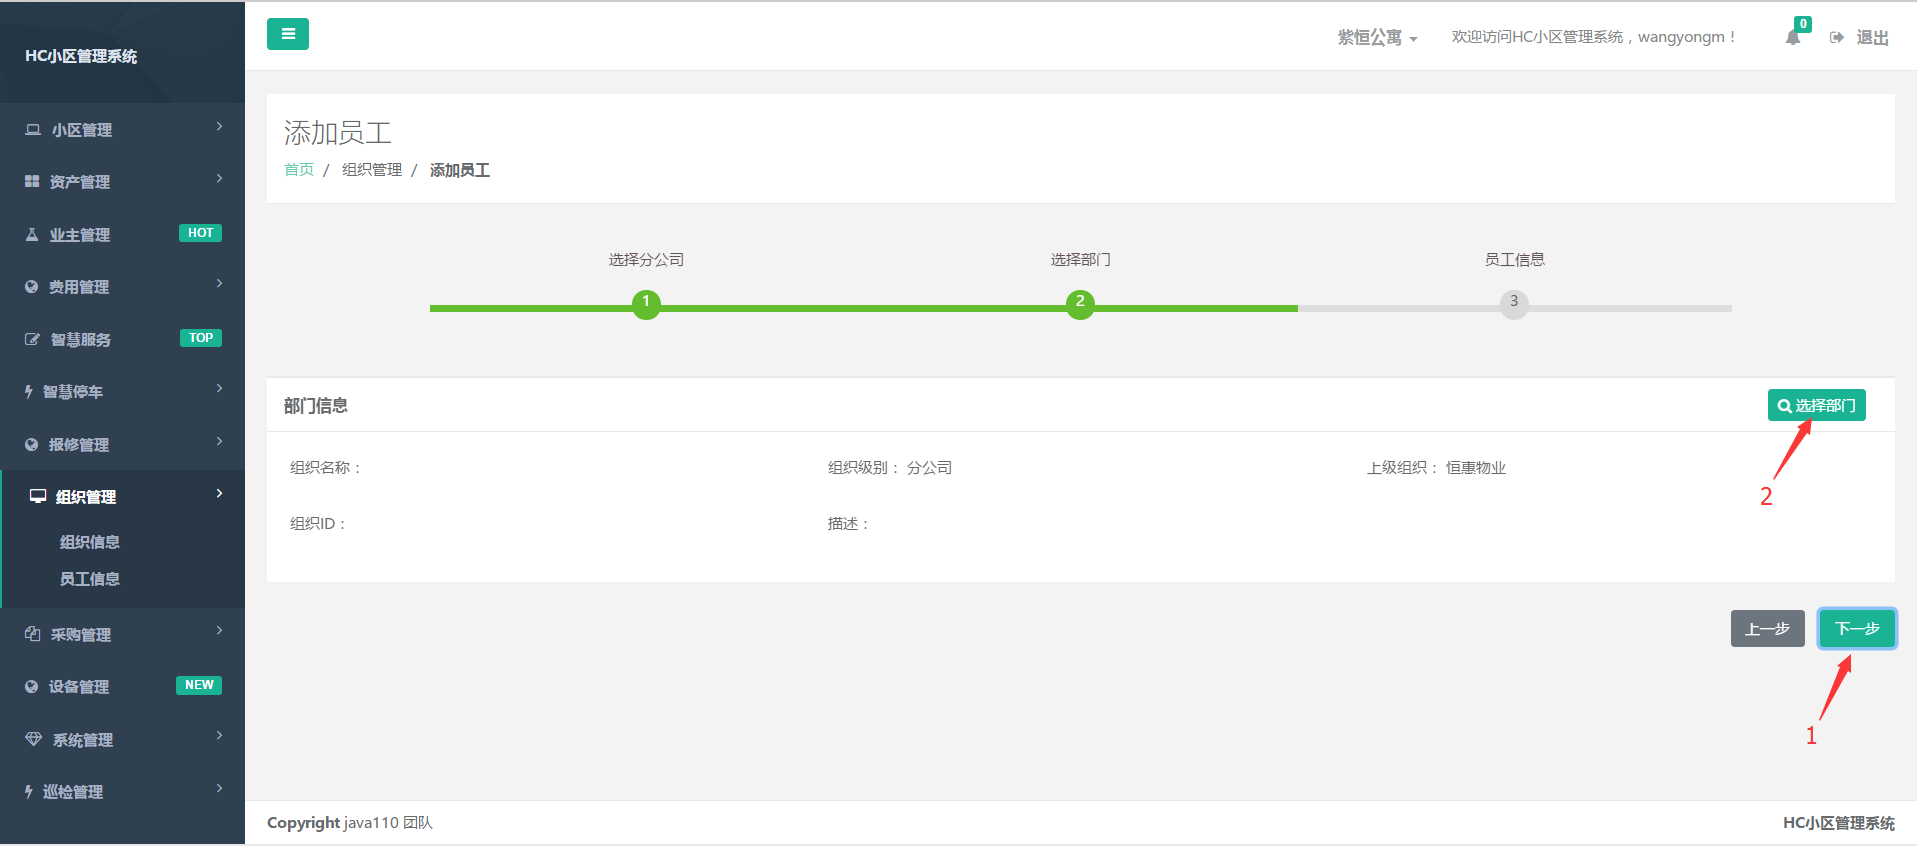 HC小区管理系统
小区管理
资产管理
业主管理 HOT
费用管理
智慧服务 TOP
智慧停车
报修管理
组织管理
组织信息
员工信息
采购管理
设备管理 NEW
系统管理
巡检管理
紫恒公寓 欢迎访问HC小区管理系统，wangyongm！ 0 退出
添加员工
首页 / 组织管理 / 添加员工
选择分公司 选择部门 员工信息
1 2 3
部门信息 选择部门
组织名称： 组织级别： 分公司 上级组织： 恒惠物业
2
组织ID： 描述：
上一步 下一步
1
Copyright java110 团队 HC小区管理系统